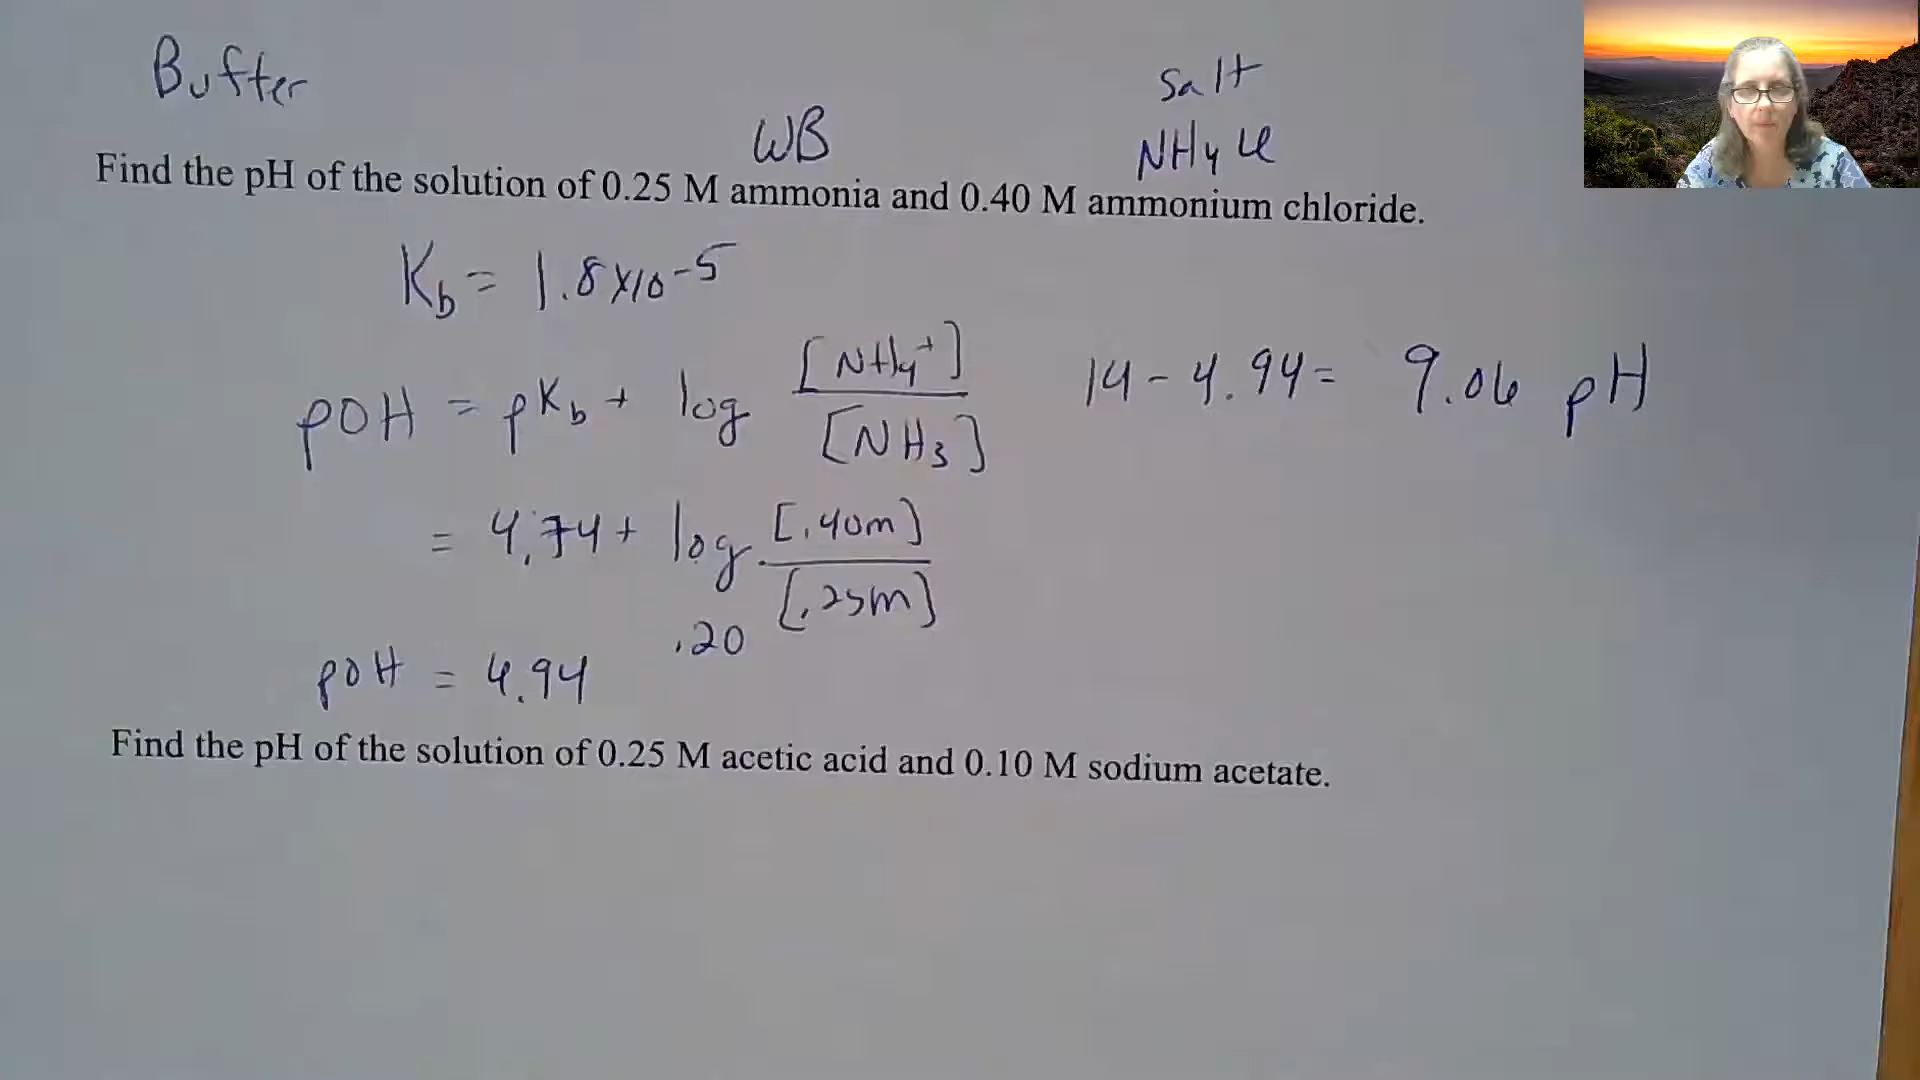 Buffer
Salt
WB
NH4Cl
Find the pH of the solution of 0.25 M ammonia and 0.40 M ammonium chloride.
Kb = 1.8x10-5
pOH = pKb + log [NH4+] / [NH3]
14 - 4.94 = 9.06 pH
= 4.74 + log [.40m] / [.25m]
.20
pOH = 4.94
Find the pH of the solution of 0.25 M acetic acid and 0.10 M sodium acetate.